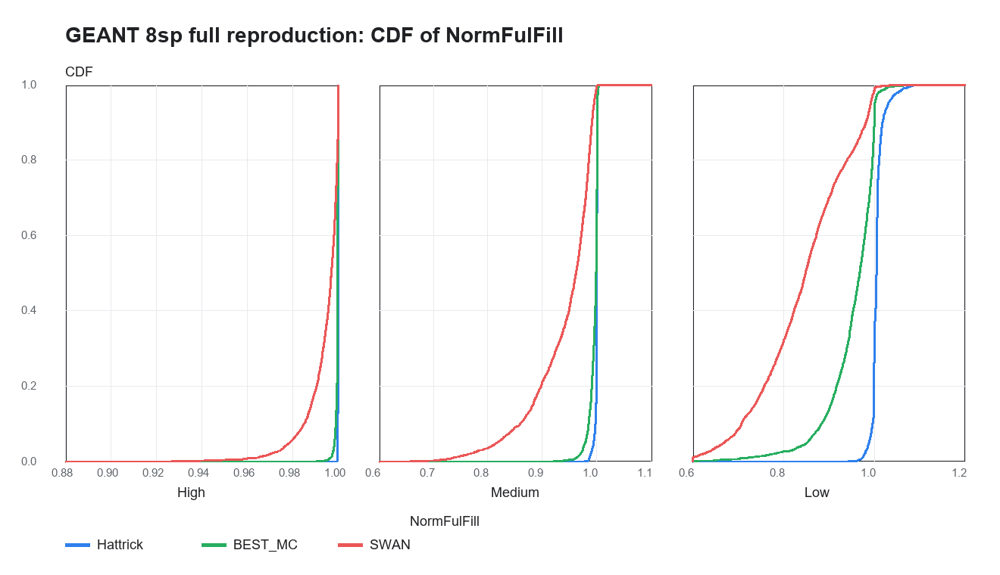 GEANT 8sp full reproduction: CDF of NormFulFill
CDF
1.0
0.8
0.6
0.4
0.2
0.0
0.88 0.90 0.92 0.94 0.96 0.98 1.00
High
0.6 0.7 0.8 0.9 1.0 1.1
Medium
0.6 0.8 1.0 1.2
Low
NormFulFill
Hattrick BEST_MC SWAN